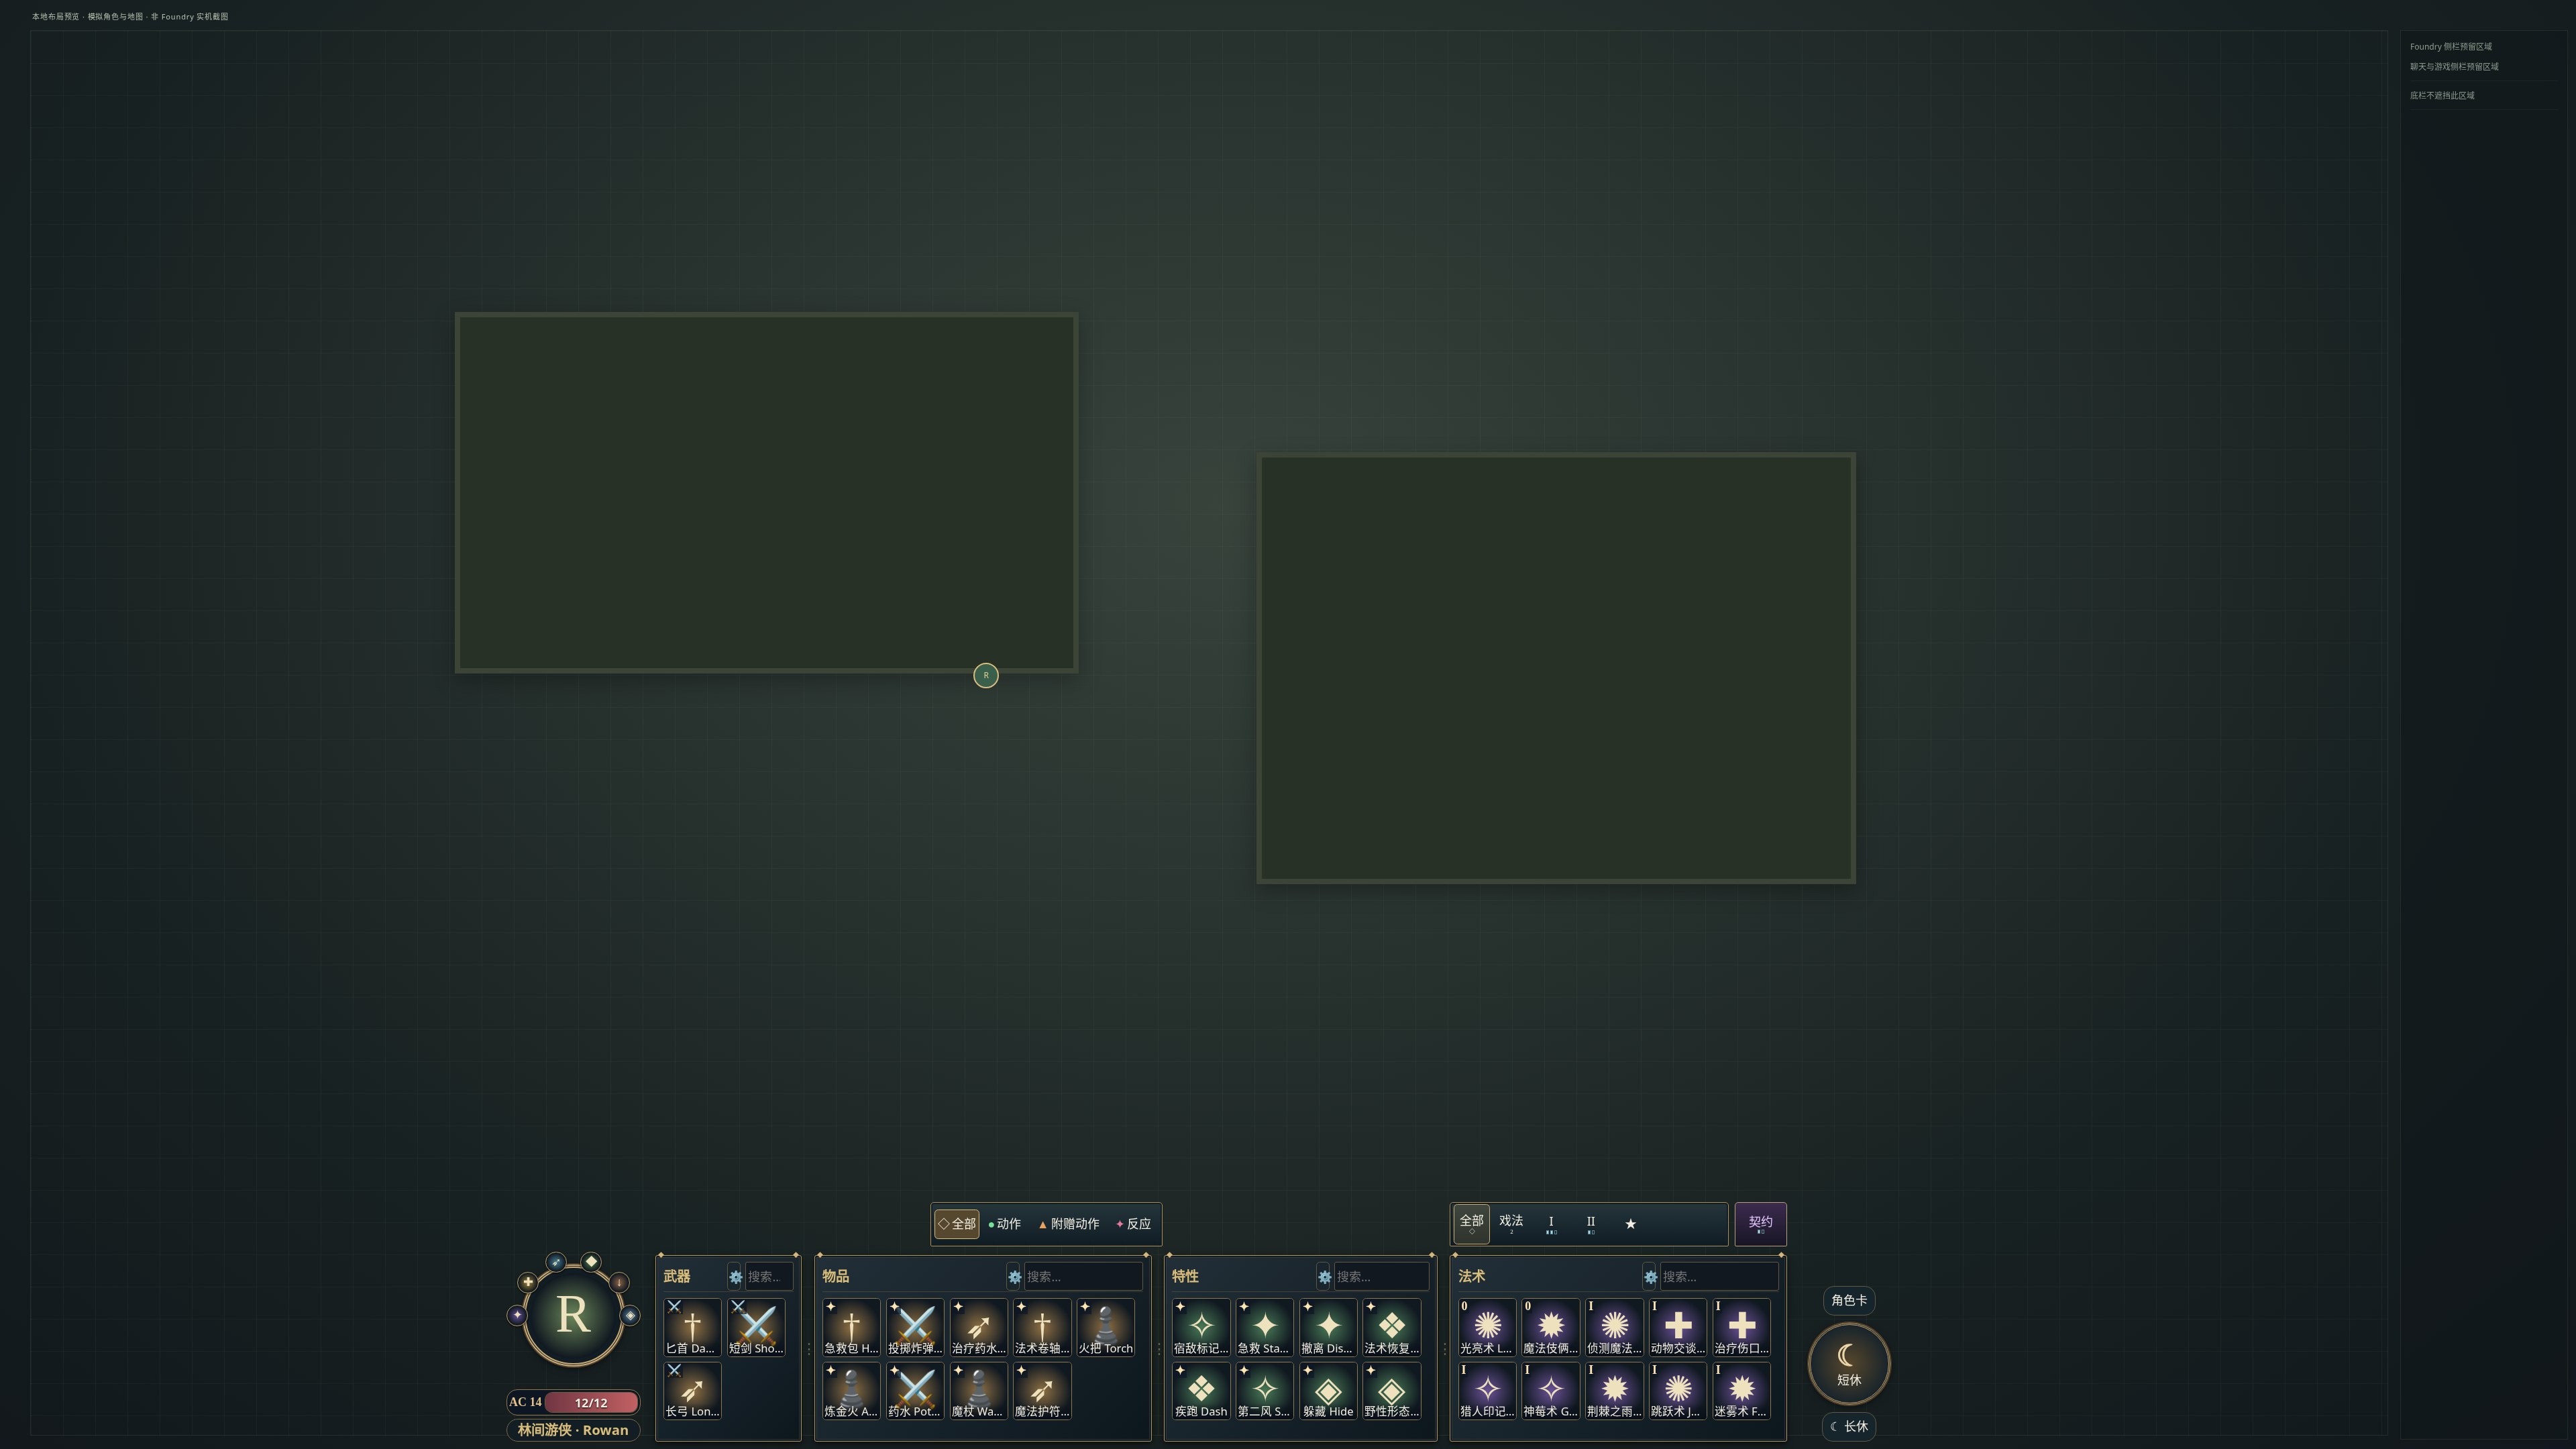 本地布局预览 · 模拟角色与地图 · 非 Foundry 实机截图
Foundry 侧栏预留区域
聊天与游戏侧栏预留区域
底栏不遮挡此区域
R
◇全部 ●动作 ▲附赠动作 ✦反应
全部 戏法 I II ★ 契约
◇ 2
R
AC 14 12/12
林间游侠 · Rowan
武器 搜索...
匕首 Da... 短剑 Sho...
长弓 Lon...
物品 搜索...
急救包 H... 投掷炸弹... 治疗药水... 法术卷轴... 火把 Torch
炼金火 A... 药水 Pot... 魔杖 Wa... 魔法护符...
特性 搜索...
宿敌标记... 急救 Sta... 撤离 Dis... 法术恢复...
疾跑 Dash 第二风 S... 躲藏 Hide 野性形态...
法术 搜索...
0 0 I I I
光亮术 L... 魔法伎俩... 侦测魔法... 动物交谈... 治疗伤口...
I I I I I
猎人印记... 神莓术 G... 荆棘之雨... 跳跃术 J... 迷雾术 F...
角色卡
☾
短休
☾ 长休